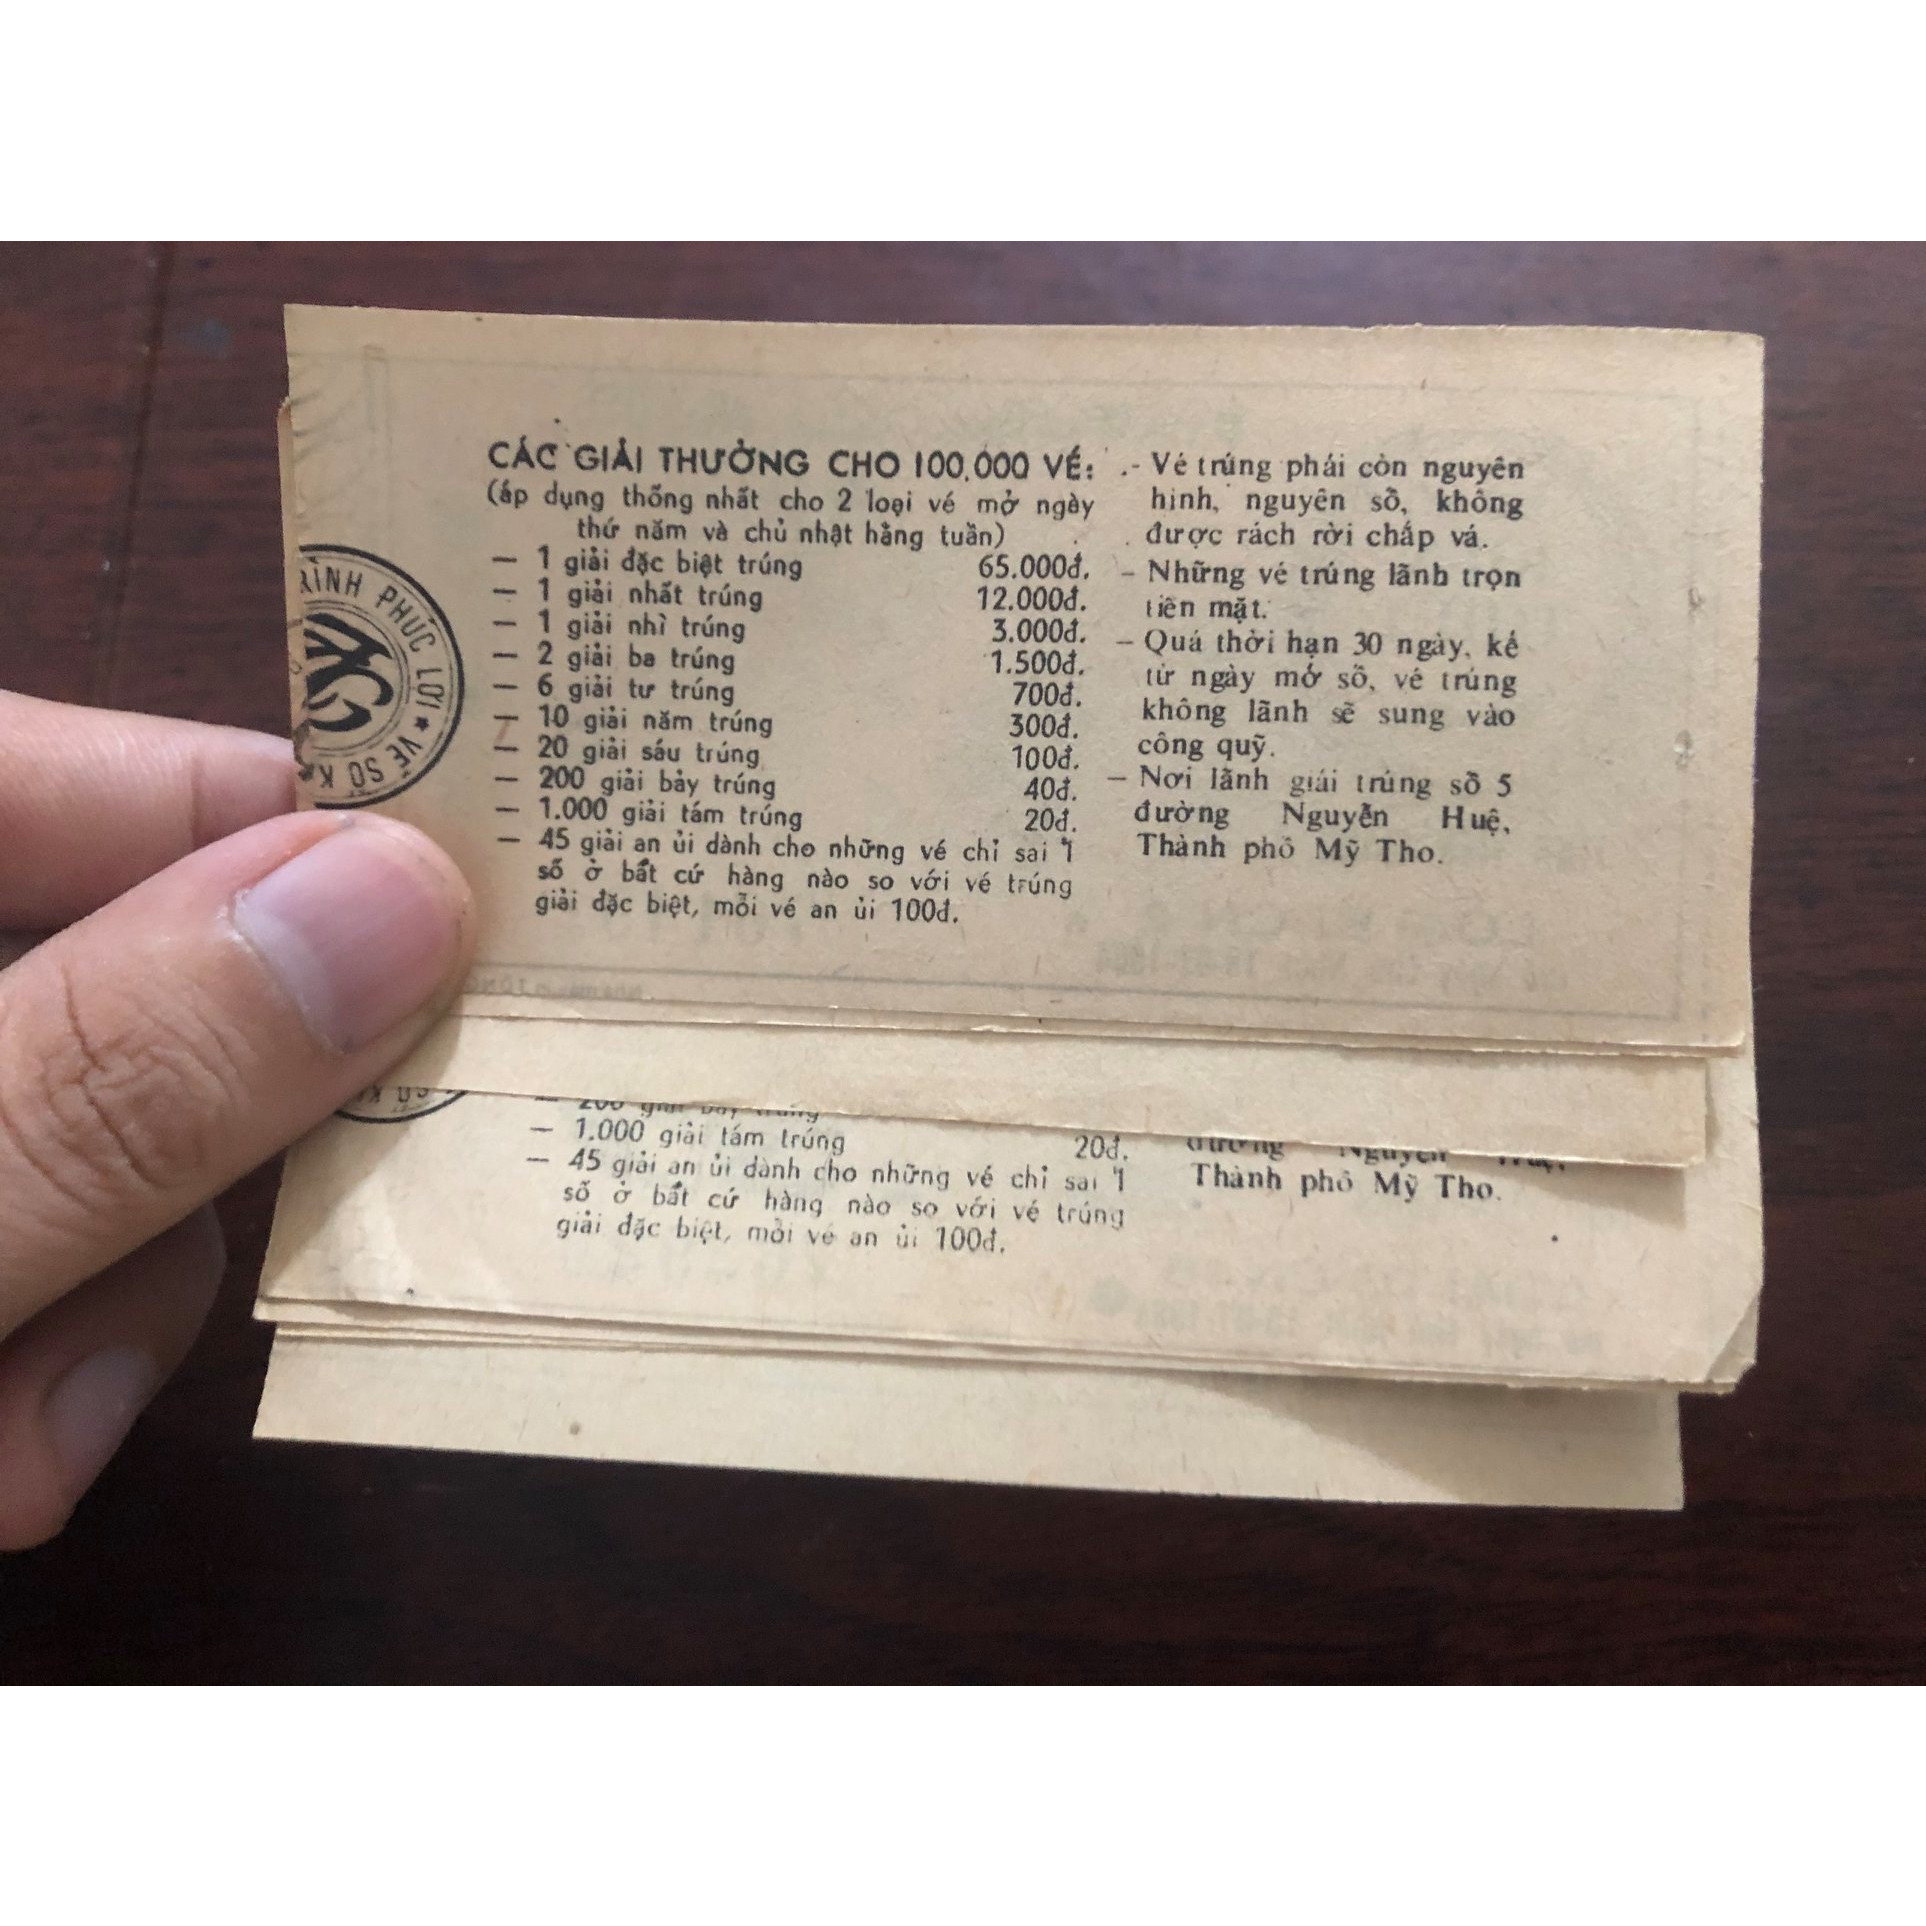 CÁC GIẢI THƯỞNG CHO 100.000 VÉ:
(áp dụng thống nhất cho 2 loại vé mở ngày
thứ năm và chủ nhật hằng tuần)
— 1 giải đặc biệt trúng 65.000đ.
— 1 giải nhất trúng 12.000đ.
— 1 giải nhì trúng 3.000đ.
— 2 giải ba trúng 1.500đ.
— 6 giải tư trúng 700đ.
— 10 giải năm trúng 300đ.
— 20 giải sáu trúng 100đ.
— 200 giải bảy trúng 40đ.
— 1.000 giải tám trúng 20đ.
— 45 giải an ủi dành cho những vé chỉ sai 1
số ở bất cứ hàng nào so với vé trúng
giải đặc biệt, mỗi vé an ủi 100đ.
- Vé trúng phải còn nguyên
hình, nguyên số, không
được rách rời chắp vá.
- Những vé trúng lãnh trọn
tiền mặt.
- Quá thời hạn 30 ngày, kể
từ ngày mở số, vé trúng
không lãnh sẽ sung vào
công quỹ.
- Nơi lãnh giải trúng số 5
đường Nguyễn Huệ,
Thành phố Mỹ Tho.
PHÚC LỢI ★ VÉ SỐ K
— 200 giải bảy trúng
— 1.000 giải tám trúng 20đ.
— 45 giải an ủi dành cho những vé chỉ sai 1
số ở bất cứ hàng nào so với vé trúng
giải đặc biệt, mỗi vé an ủi 100đ.
đường Nguyễn Huệ,
Thành phố Mỹ Tho.